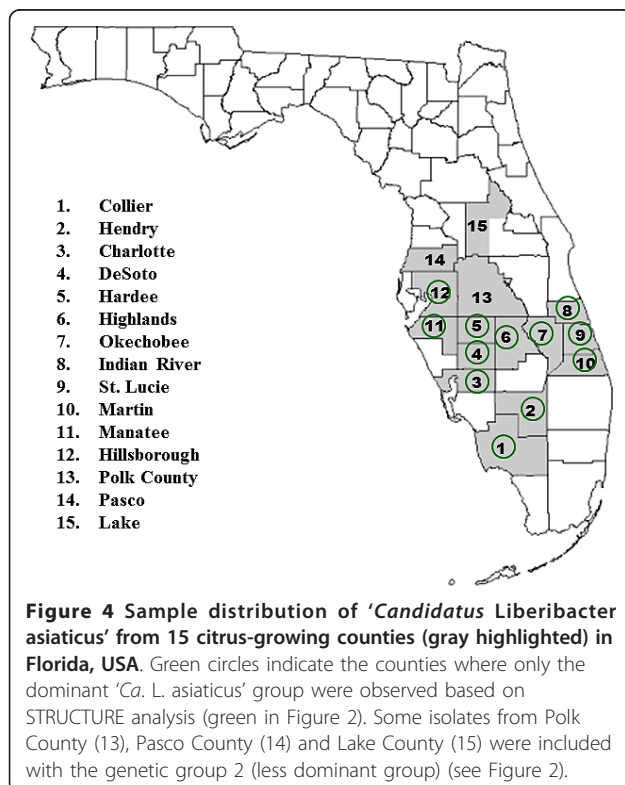 15
14
12
13
8
11
5
6
7
9
4
10
3
2
1
1. Collier
2. Hendry
3. Charlotte
4. DeSoto
5. Hardee
6. Highlands
7. Okechobee
8. Indian River
9. St. Lucie
10. Martin
11. Manatee
12. Hillsborough
13. Polk County
14. Pasco
15. Lake
Figure 4 Sample distribution of ‘Candidatus Liberibacter
asiaticus’ from 15 citrus-growing counties (gray highlighted) in
Florida, USA. Green circles indicate the counties where only the
dominant ‘Ca. L. asiaticus’ group were observed based on
STRUCTURE analysis (green in Figure 2). Some isolates from Polk
County (13), Pasco County (14) and Lake County (15) were included
with the genetic group 2 (less dominant group) (see Figure 2).